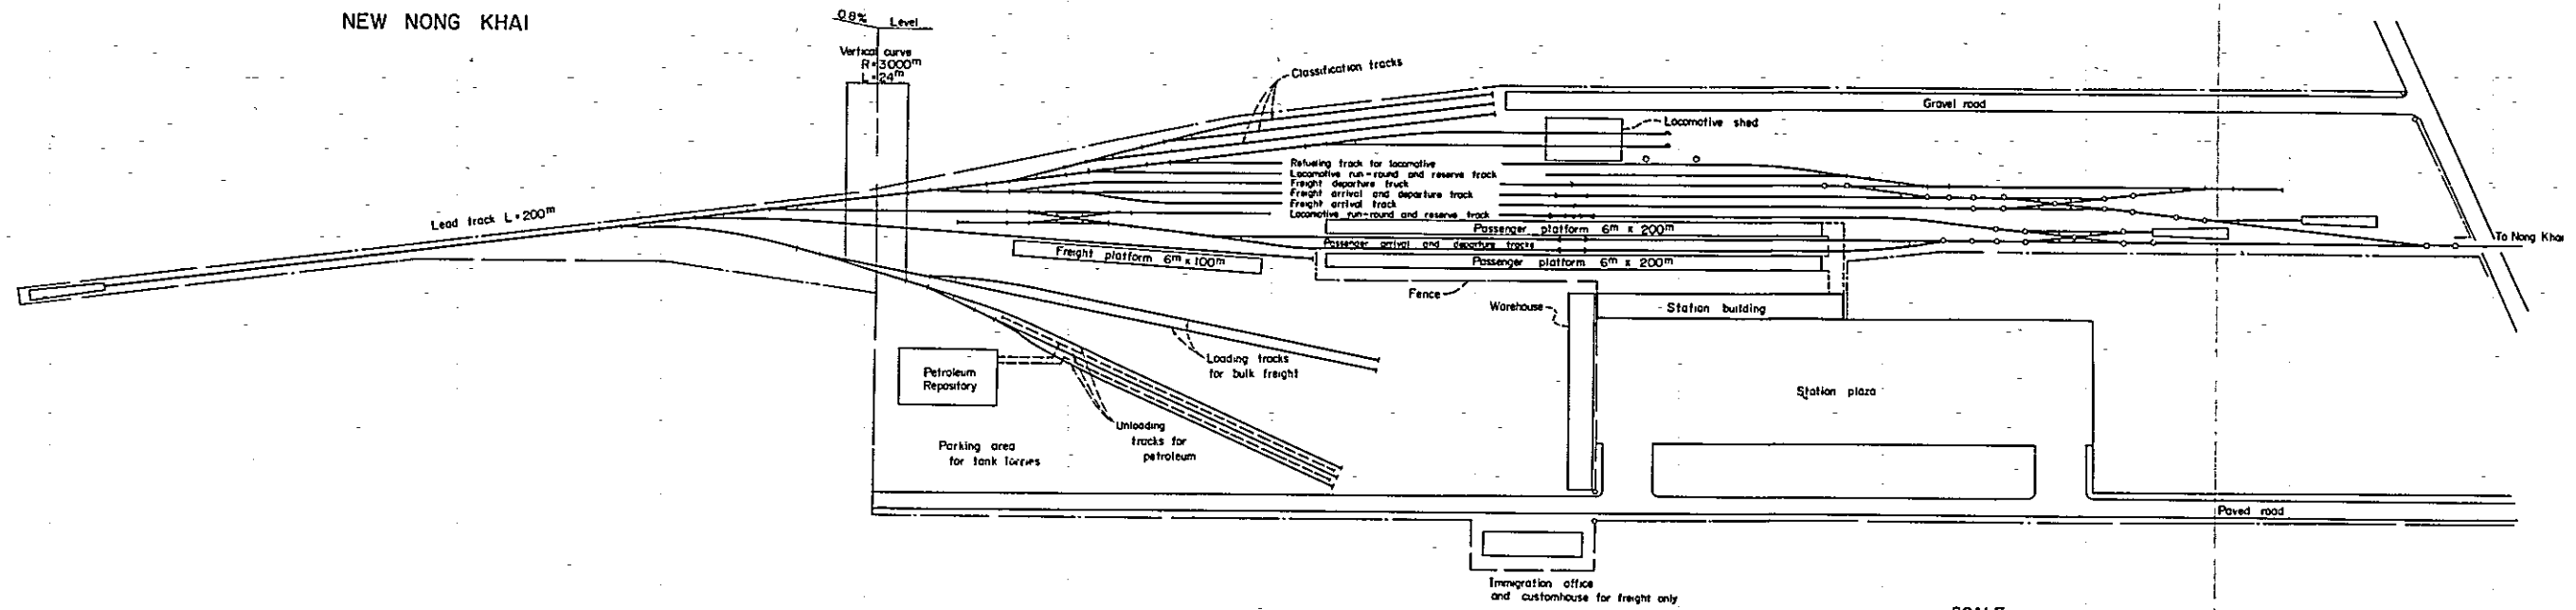 NEW NONG KHAI
0.8%
Level
Vertical curve
R=3000m
L=24m
Classification tracks
Gravel road
Locomotive shed
Refueling track for locomotive
Locomotive run-round and reserve track
Freight departure truck
Freight arrival and departure track
Freight arrival track
Locomotive run-round and reserve track
Lead track L=200m
Passenger platform 6m x 200m
Passenger arrival and departure tracks
To Nong Khai
Freight platform 6m x 100m
Passenger platform 6m x 200m
Fence
Warehouse
Station building
Loading tracks
for bulk freight
Petroleum
Repository
Station plaza
Unloading
tracks for
petroleum
Parking area
for tank lorries
Paved road
Immigration office
and customhouse for freight only